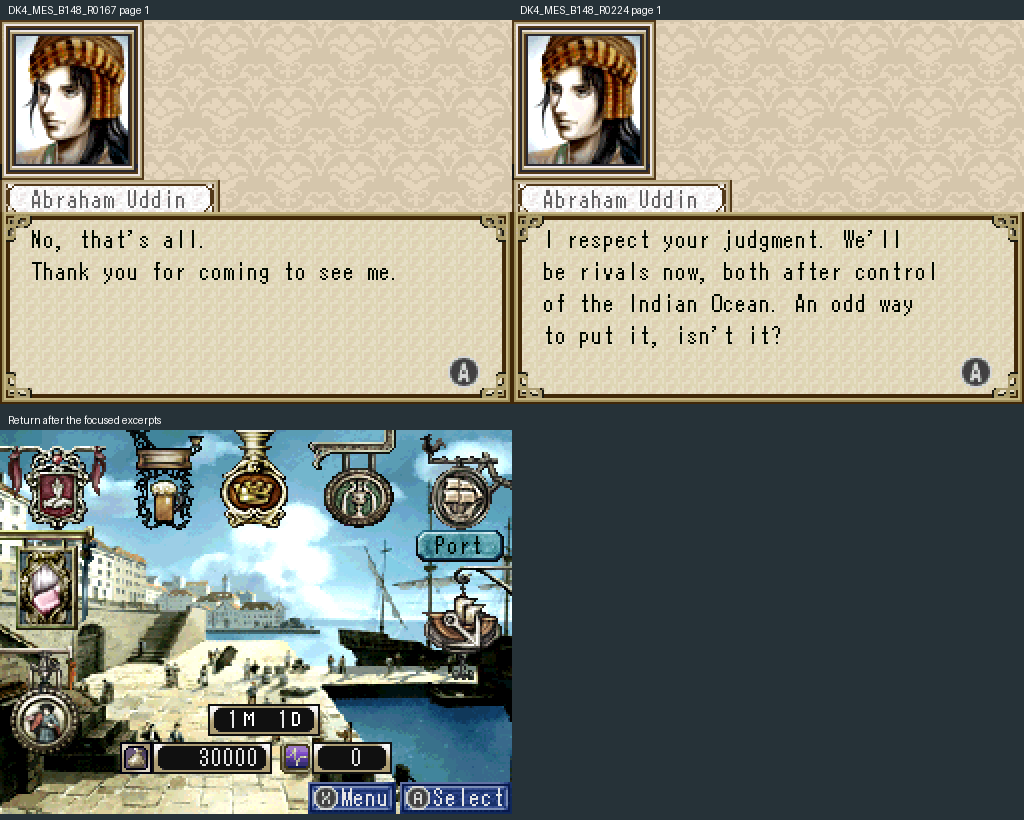 DK4_MES_B148_R0167 page 1
Abraham Uddin
No, that's all.
Thank you for coming to see me.
A
DK4_MES_B148_R0224 page 1
Abraham Uddin
I respect your judgment. We'll
be rivals now, both after control
of the Indian Ocean. An odd way
to put it, isn't it?
A
Return after the focused excerpts
Port
1M 1D
30000
0
X Menu
A Select